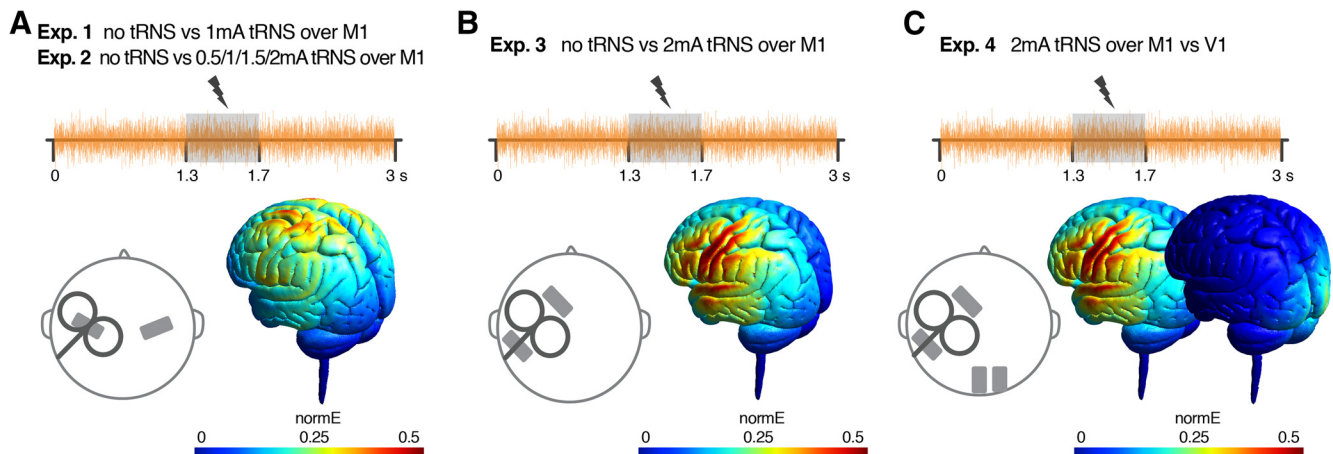 A Exp. 1 no tRNS vs 1mA tRNS over M1
Exp. 2 no tRNS vs 0.5/1/1.5/2mA tRNS over M1
0 1.3 1.7 3 s
normE
0 0.25 0.5
B Exp. 3 no tRNS vs 2mA tRNS over M1
0 1.3 1.7 3 s
normE
0 0.25 0.5
C Exp. 4 2mA tRNS over M1 vs V1
0 1.3 1.7 3 s
normE
0 0.25 0.5